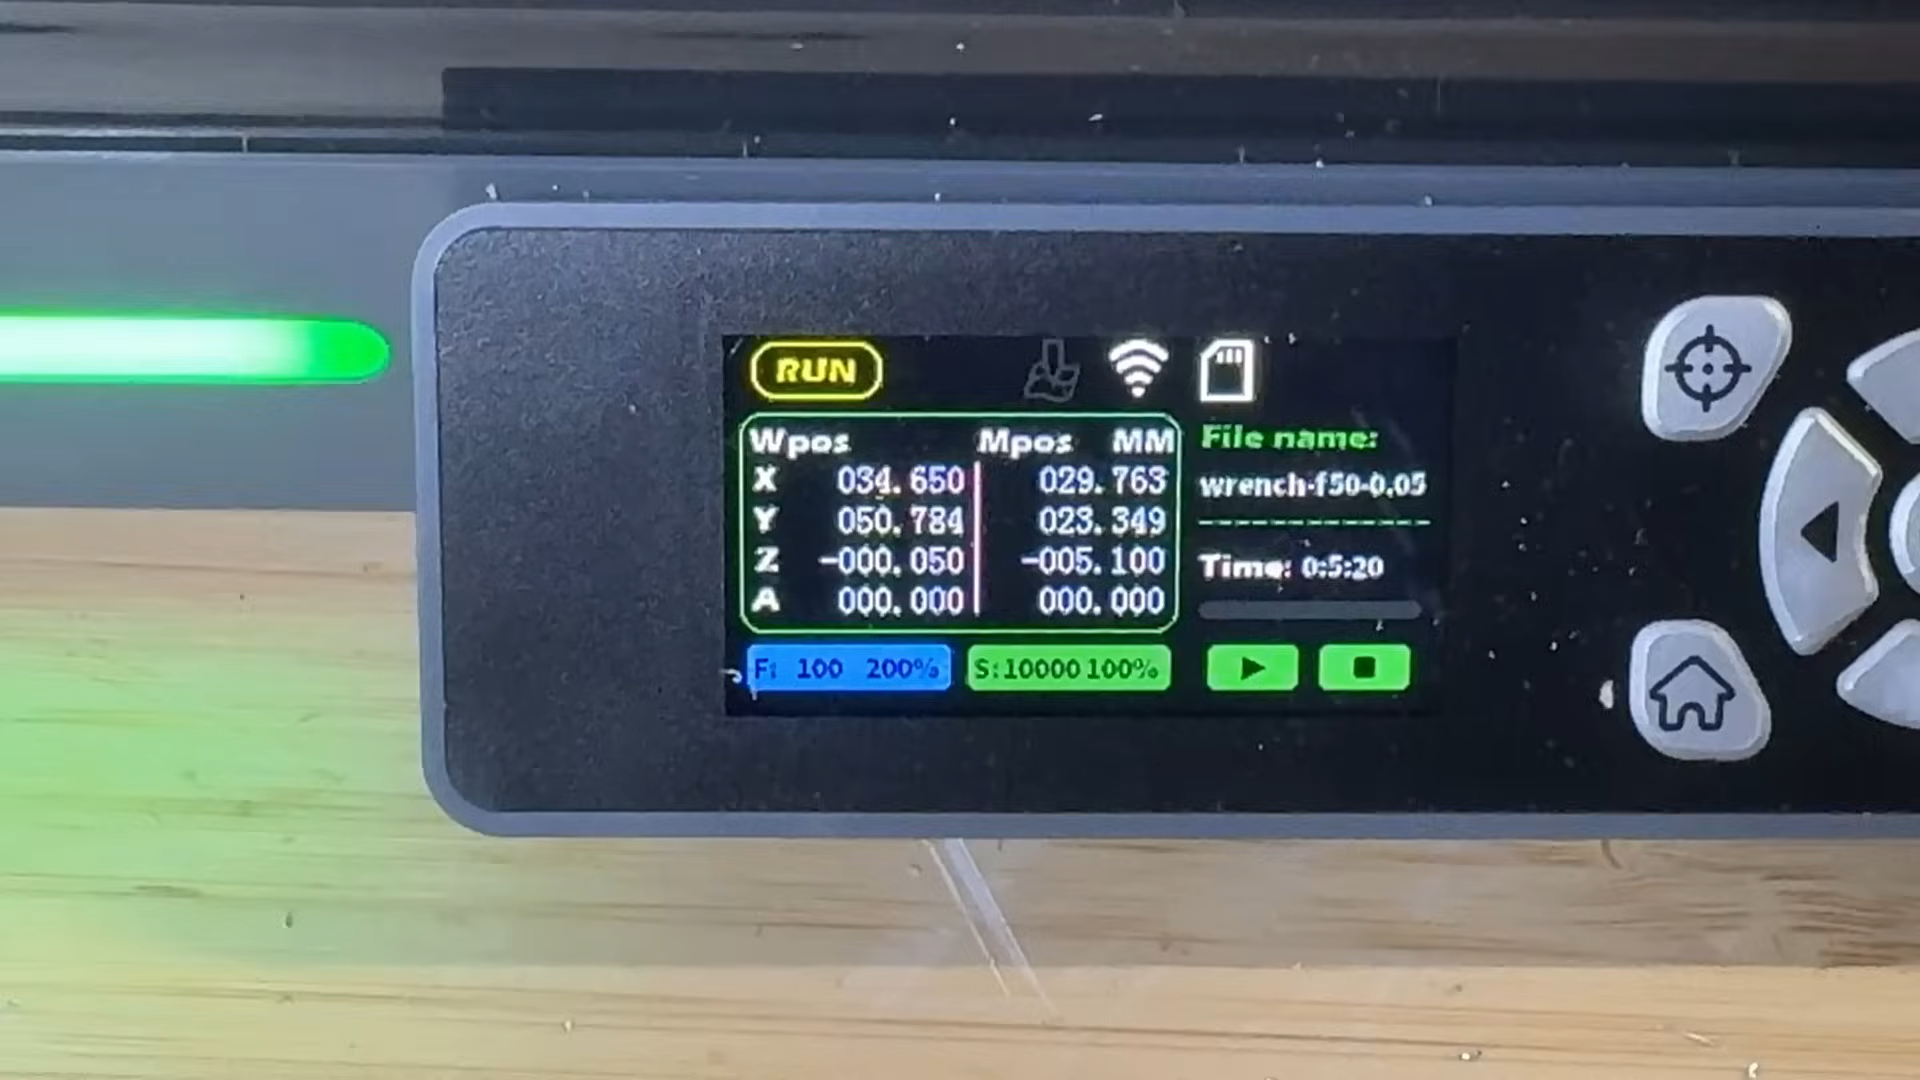 RUN
Wpos Mpos MM
X 034.650 029.763
Y 050.784 023.349
Z -000.050 -005.100
A 000.000 000.000
F: 100 200%
S:10000 100%
File name:
wrench-f50-0.05
Time: 0:5:20